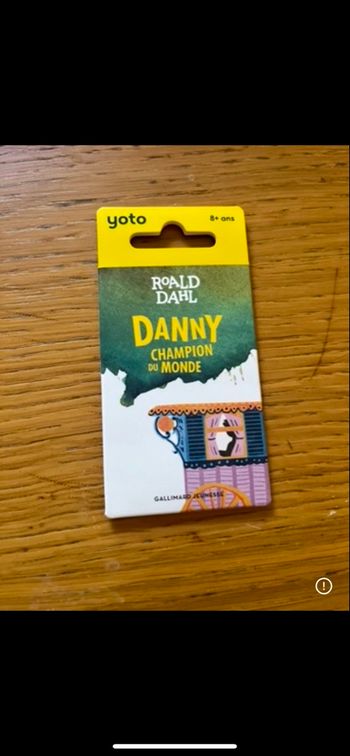 yoto
8+ ans
ROALD
DAHL
DANNY
CHAMPION
DU MONDE
GALLIMARD JEUNESSE